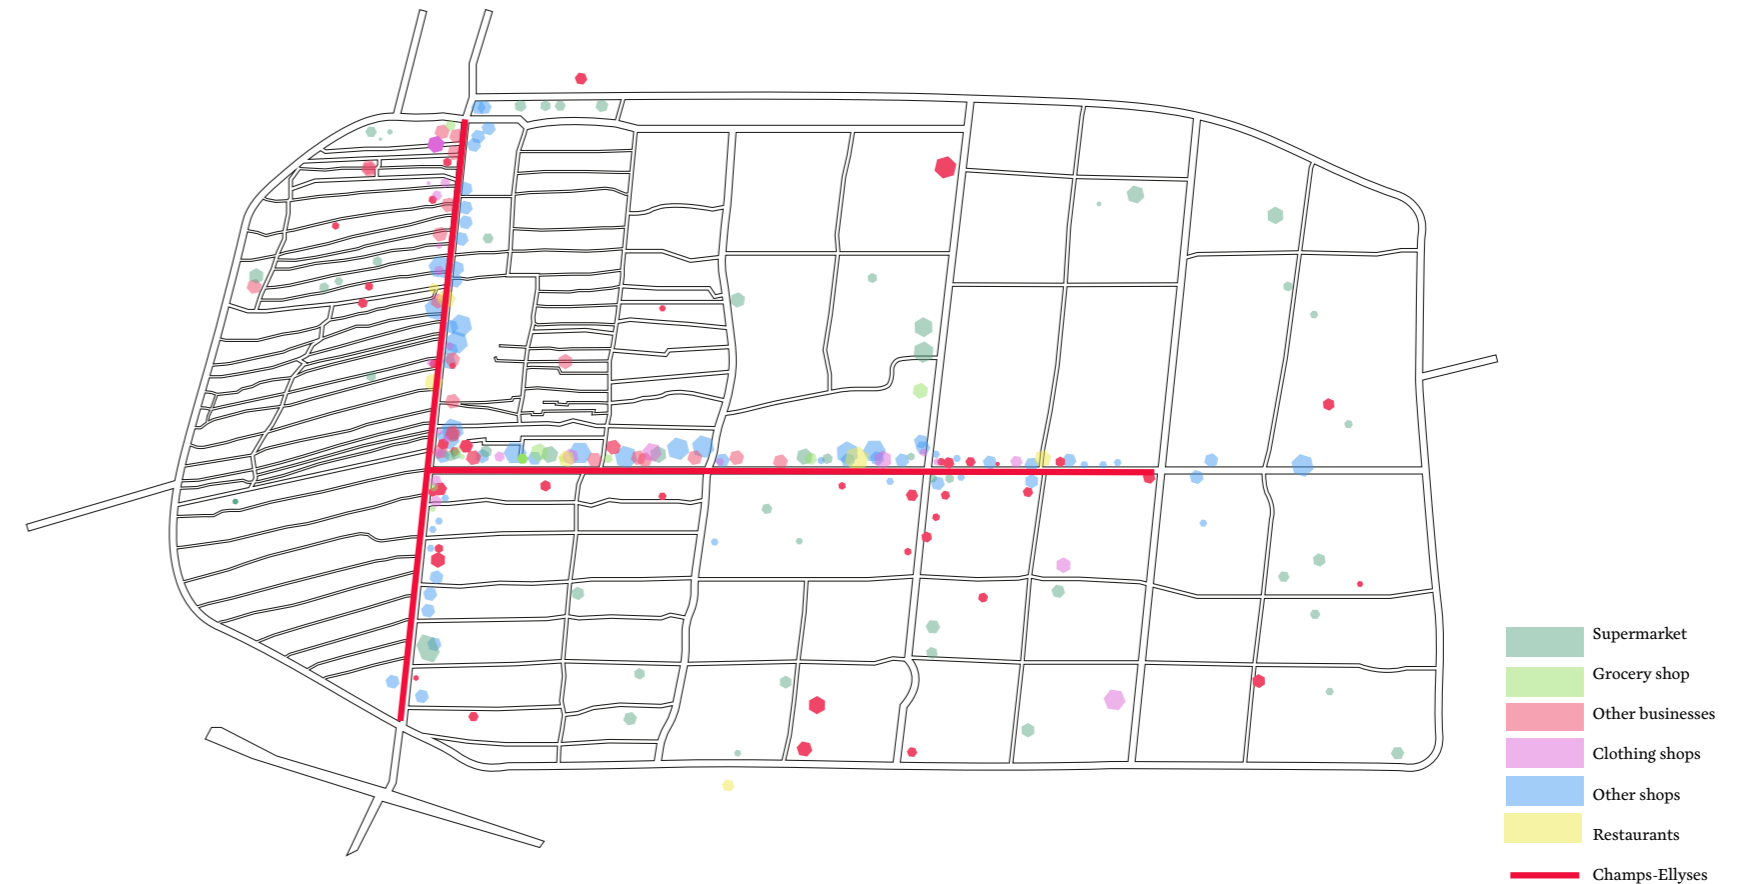 Supermarket
Grocery shop
Other businesses
Clothing shops
Other shops
Restaurants
Champs-Ellyses